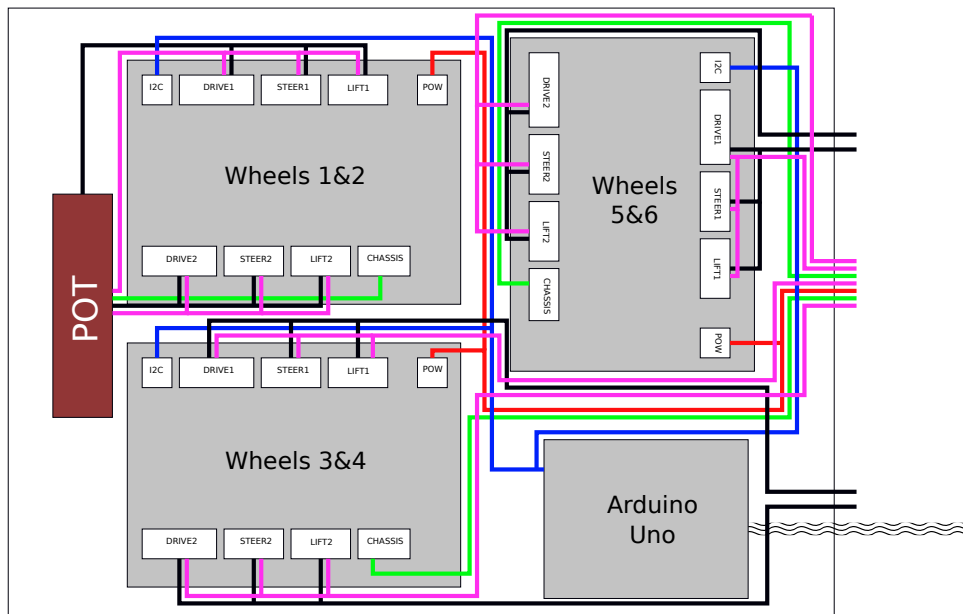 I2C
DRIVE1
STEER1
LIFT1
POW
Wheels 1&2
DRIVE2
STEER2
LIFT2
CHASSIS
POT
I2C
DRIVE1
STEER1
LIFT1
POW
Wheels 3&4
DRIVE2
STEER2
LIFT2
CHASSIS
DRIVE2
STEER2
LIFT2
CHASSIS
Wheels
5&6
I2C
DRIVE1
STEER1
LIFT1
POW
Arduino
Uno